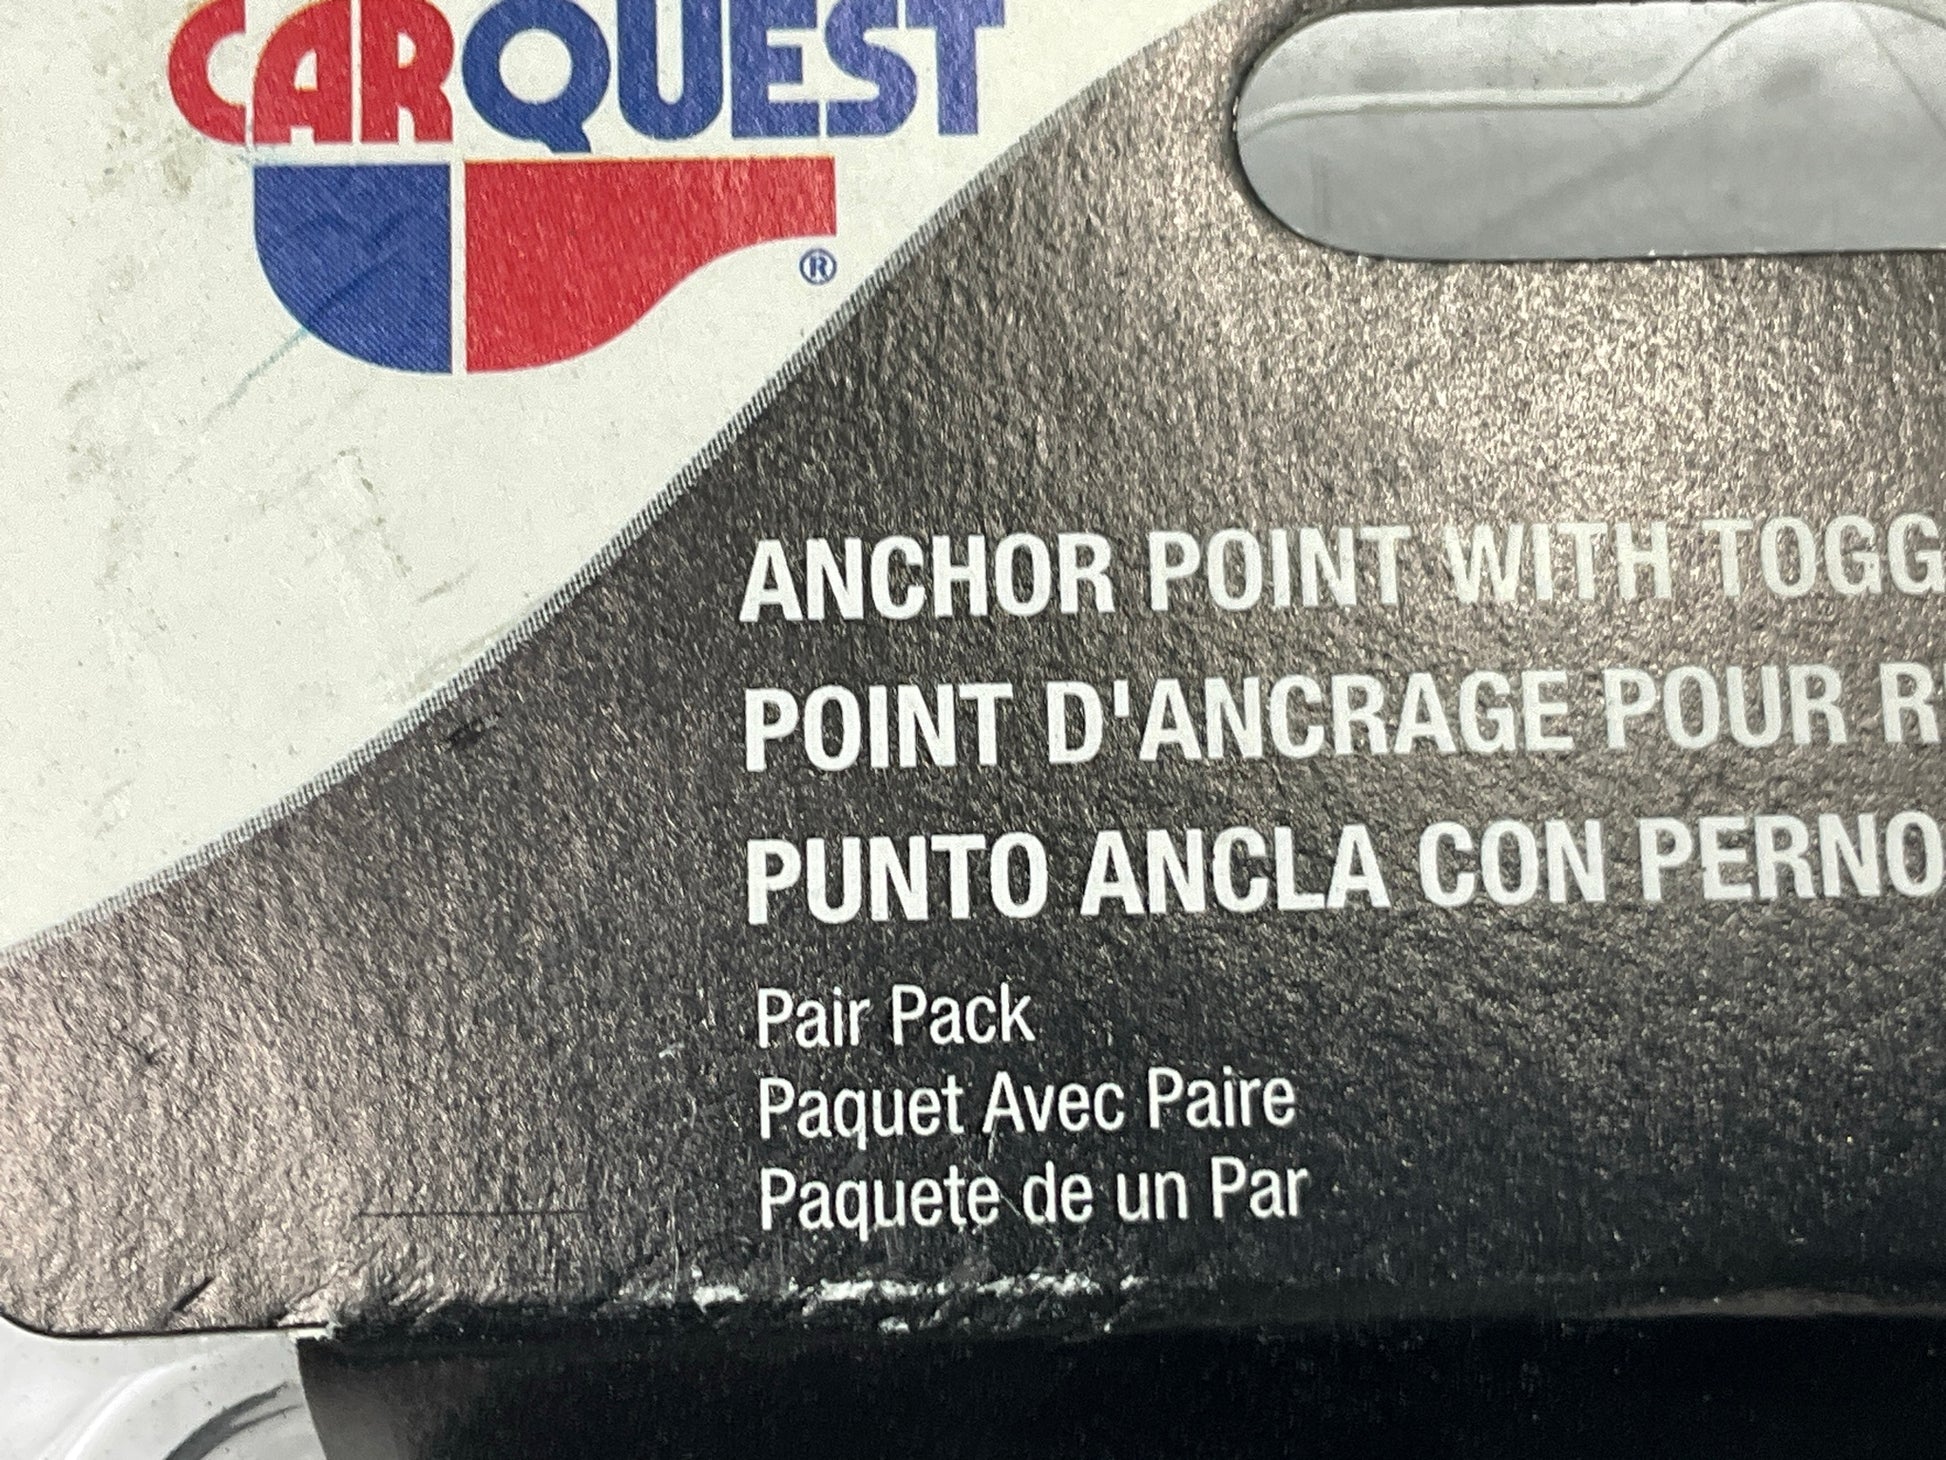 CARQUEST
®
ANCHOR POINT WITH
POINT D'ANCRAGE POUR
PUNTO ANCLA CON PERNO
Pair Pack
Paquet Avec Paire
Paquete de un Par